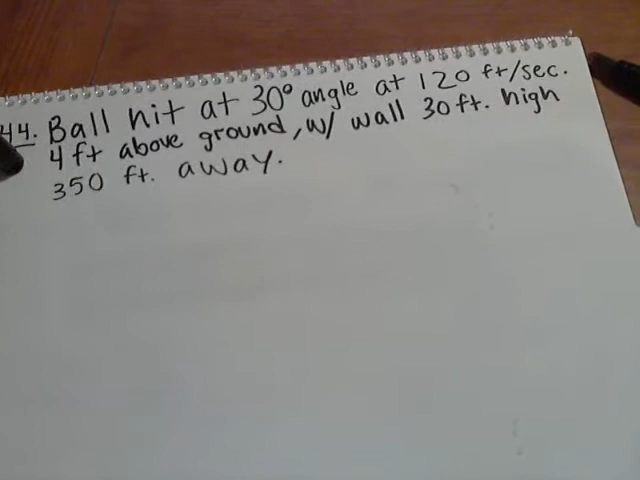 44. Ball hit at 30° angle at 120 ft/sec.
4 ft above ground, w/ wall 30 ft. high
350 ft. away.